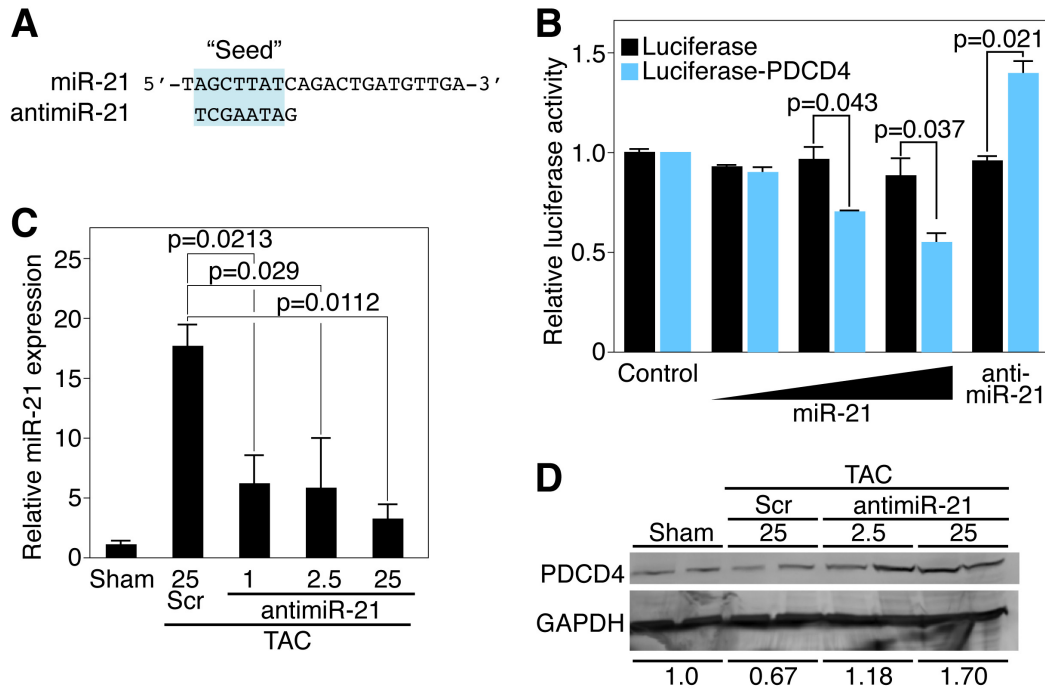 A
“Seed”
miR-21 5′-TAGCTTATCAGACTGATGTTGA-3′
antimiR-21 TCGAATAG
B
Relative luciferase activity
1.5
1.0
0.5
0
Luciferase
Luciferase-PDCD4
p=0.043
p=0.037
p=0.021
Control
miR-21
anti-
miR-21
C
Relative miR-21 expression
25
20
15
10
5
0
p=0.0213
p=0.029
p=0.0112
Sham 25 1 2.5 25
Scr antimiR-21
TAC
D
TAC
Scr antimiR-21
Sham 25 2.5 25
PDCD4
GAPDH
1.0 0.67 1.18 1.70